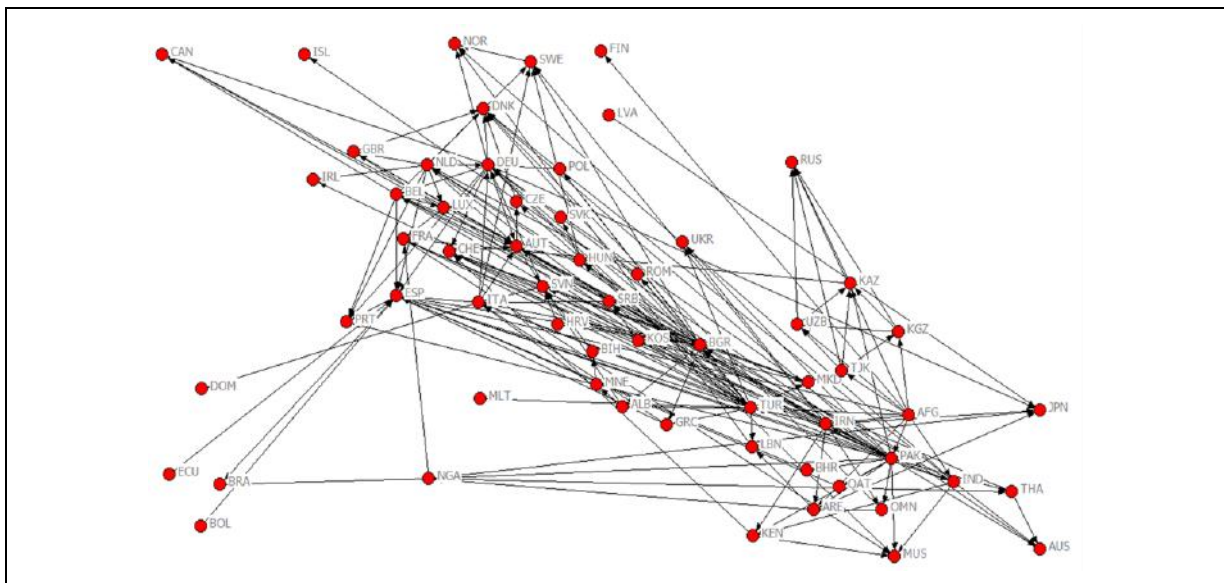 NOR
FIN
CAN
ISL
SWE
DNK
LVA
GBR
RUS
NLD
DEU
POL
IRL
BEL
CZE
LUX
SVK
FRA
UKR
CHE
AUT
HUN
ROM
KAZ
SVN
ESP
ITA
SRB
PRT
HRV
UZB
KGZ
KOS
BGR
BIH
TJK
MKD
DOM
MNE
MLT
ALB
TUR
JPN
AFG
GRC
IRN
LBN
PAK
ECU
BHR
NGA
BRA
IND
QAT
THA
ARE
OMN
BOL
KEN
AUS
MUS